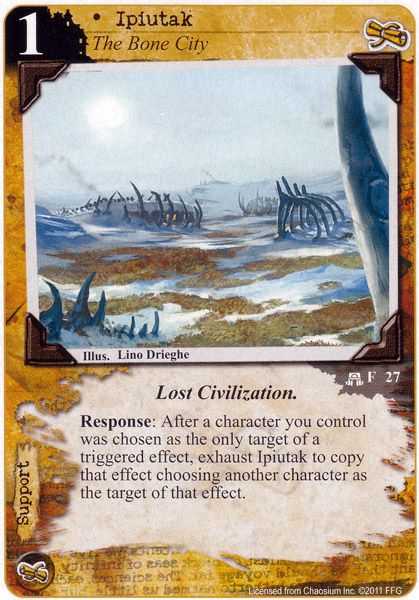 1
• Ipiutak
The Bone City
Illus. Lino Drieghe
F 27
Lost Civilization.
Response: After a character you control
was chosen as the only target of a
triggered effect, exhaust Ipiutak to copy
that effect choosing another character as
the target of that effect.
Support
Licensed from Chaosium Inc. ©2011 FFG